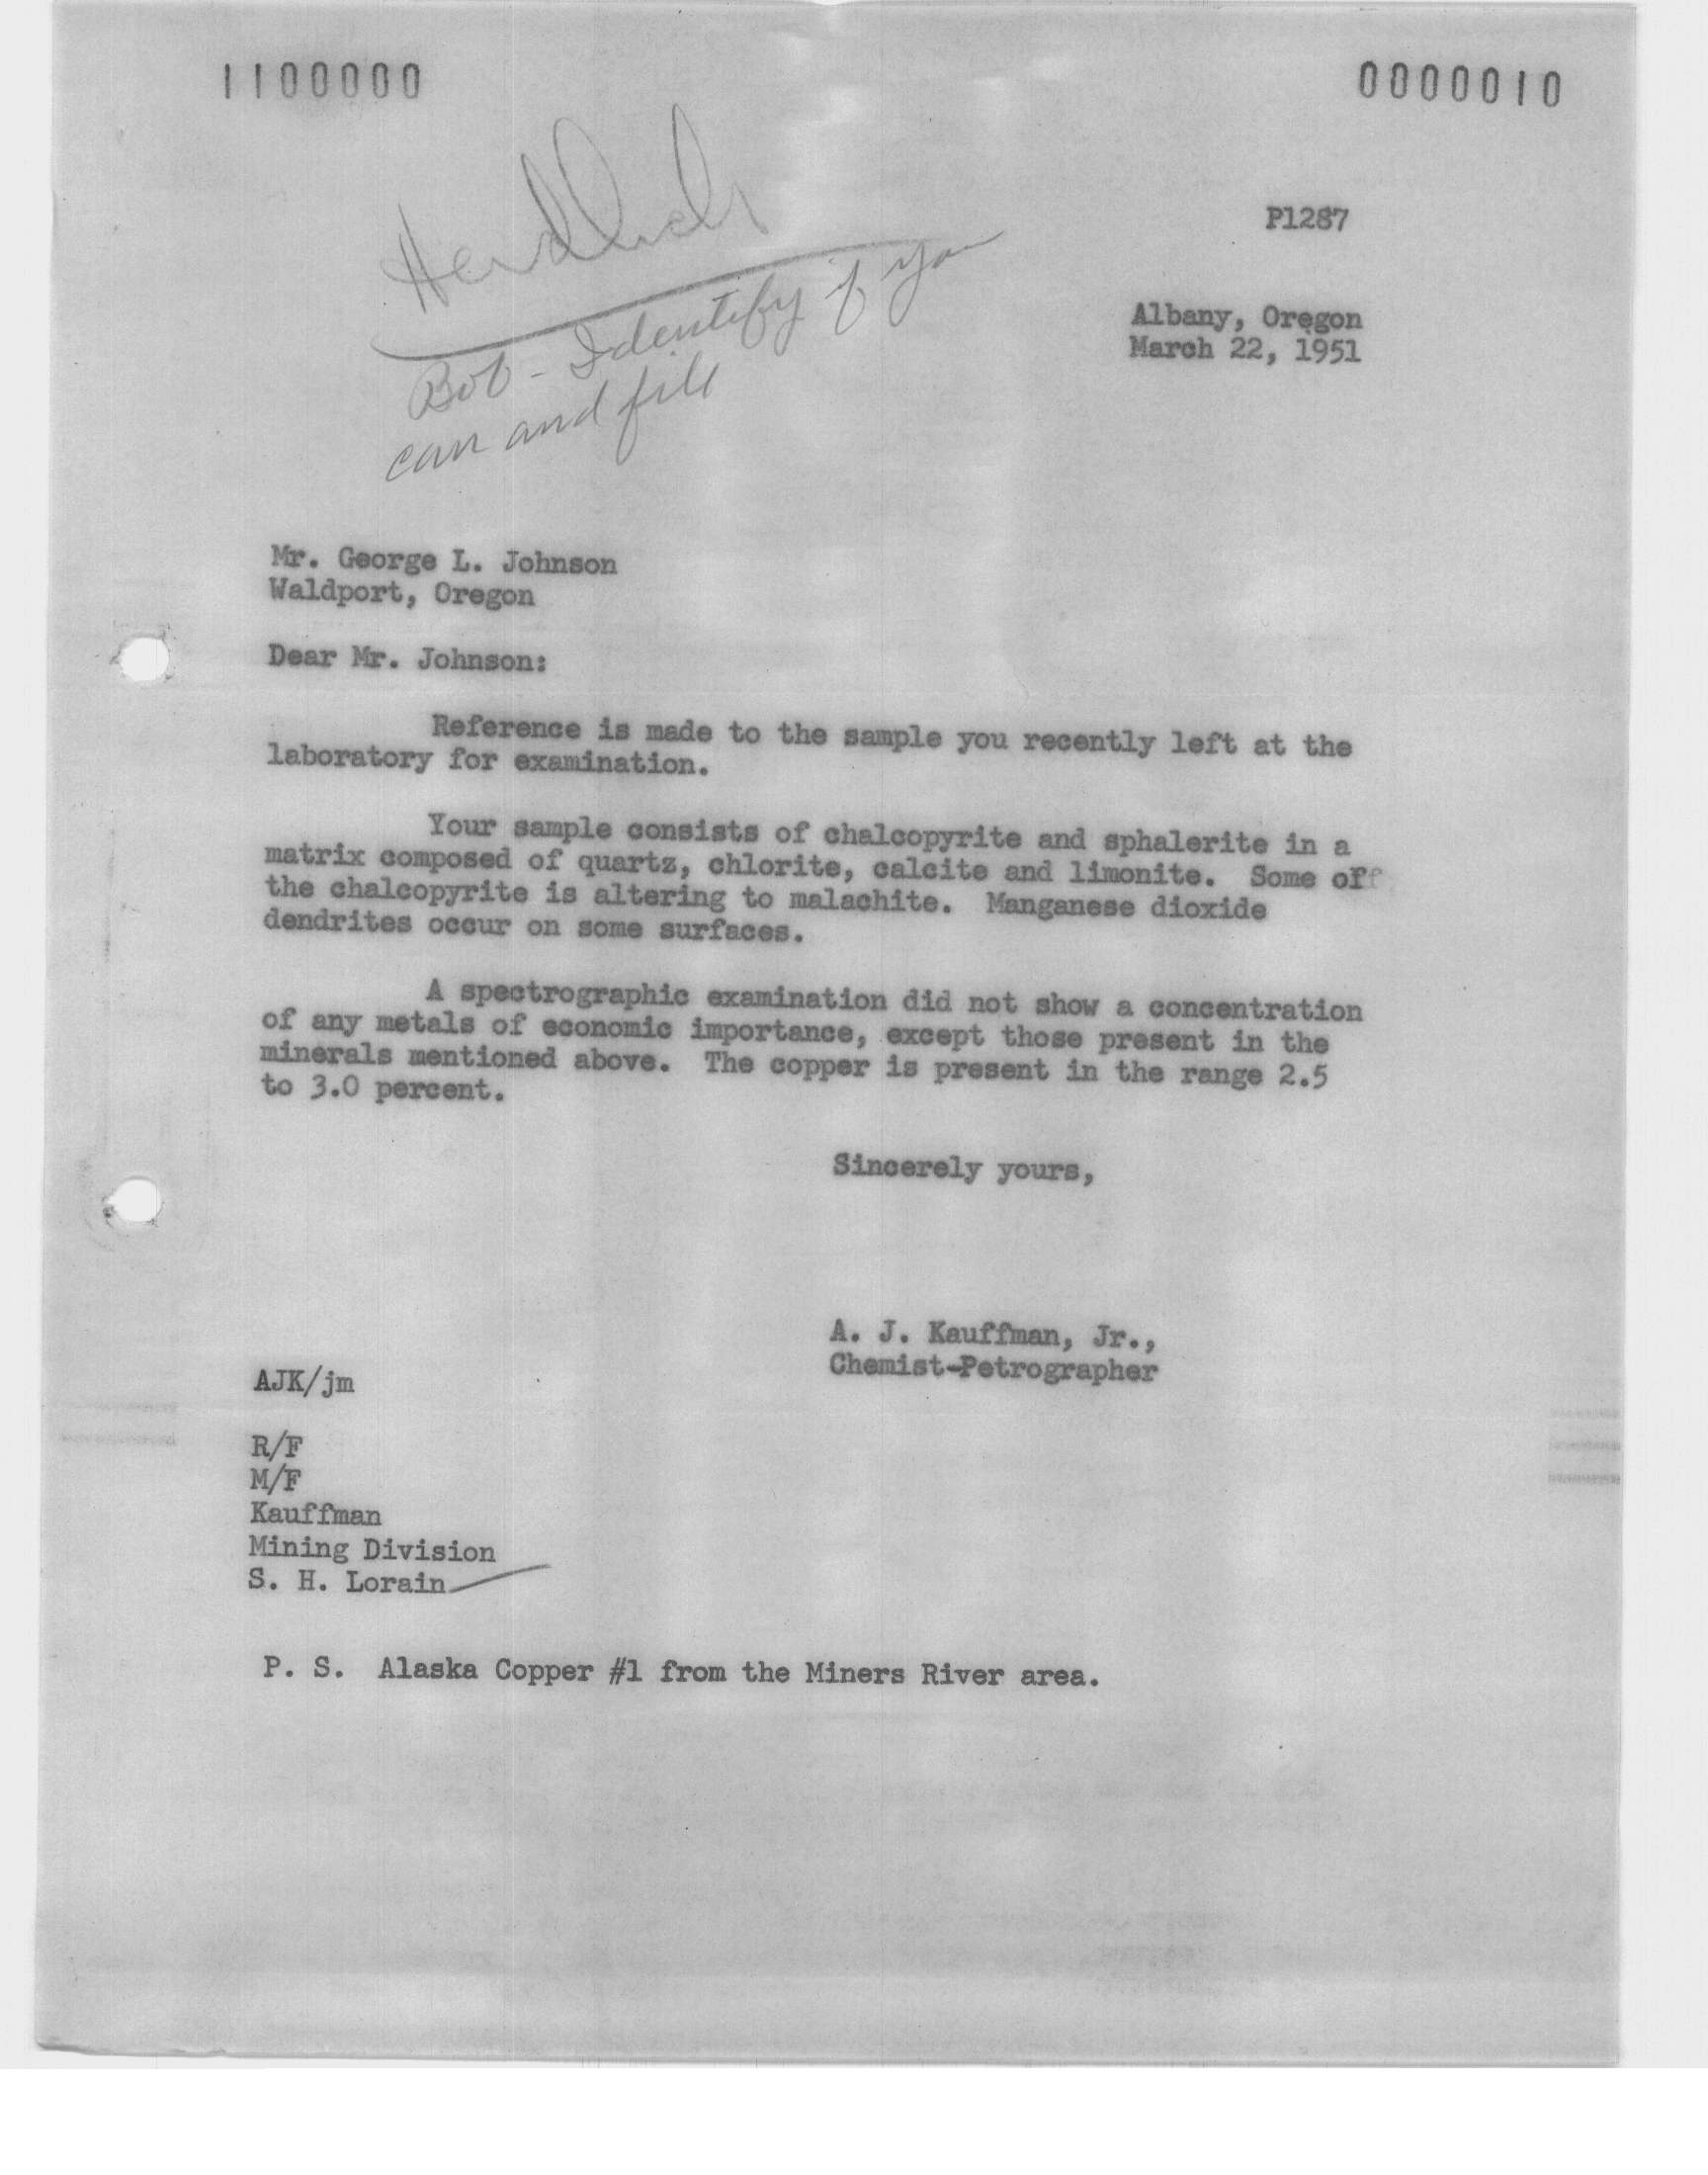 1100000
0000010
P1287
Albany, Oregon
March 22, 1951
Bob - Identify if you
can and file
Mr. George L. Johnson
Waldport, Oregon
Dear Mr. Johnson:
Reference is made to the sample you recently left at the
laboratory for examination.
Your sample consists of chalcopyrite and sphalerite in a
matrix composed of quartz, chlorite, calcite and limonite. Some off
the chalcopyrite is altering to malachite. Manganese dioxide
dendrites occur on some surfaces.
A spectrographic examination did not show a concentration
of any metals of economic importance, except those present in the
minerals mentioned above. The copper is present in the range 2.5
to 3.0 percent.
Sincerely yours,
A. J. Kauffman, Jr.,
Chemist-Petrographer
AJK/jm
R/F
M/F
Kauffman
Mining Division
S. H. Lorain
P. S. Alaska Copper #1 from the Miners River area.